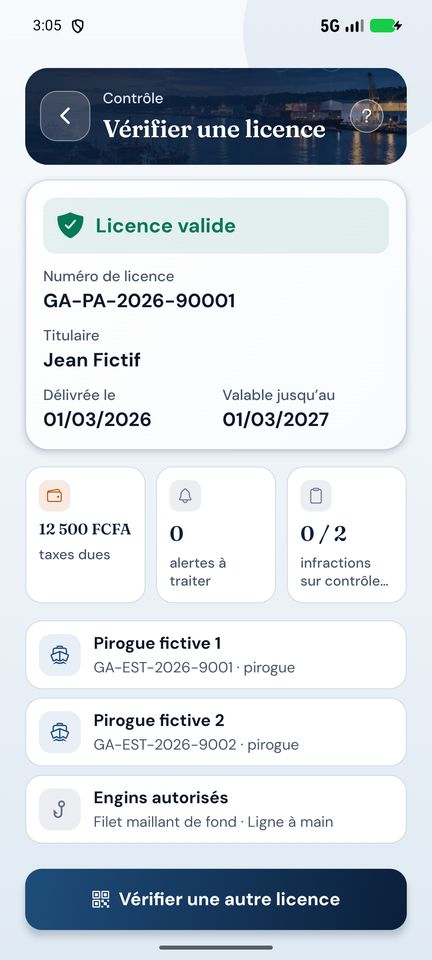 3:05
5G
Contrôle
Vérifier une licence
?
Licence valide
Numéro de licence
GA-PA-2026-90001
Titulaire
Jean Fictif
Délivrée le
01/03/2026
Valable jusqu’au
01/03/2027
12 500 FCFA
taxes dues
0
alertes à
traiter
0 / 2
infractions
sur contrôle…
Pirogue fictive 1
GA-EST-2026-9001 · pirogue
Pirogue fictive 2
GA-EST-2026-9002 · pirogue
Engins autorisés
Filet maillant de fond · Ligne à main
Vérifier une autre licence